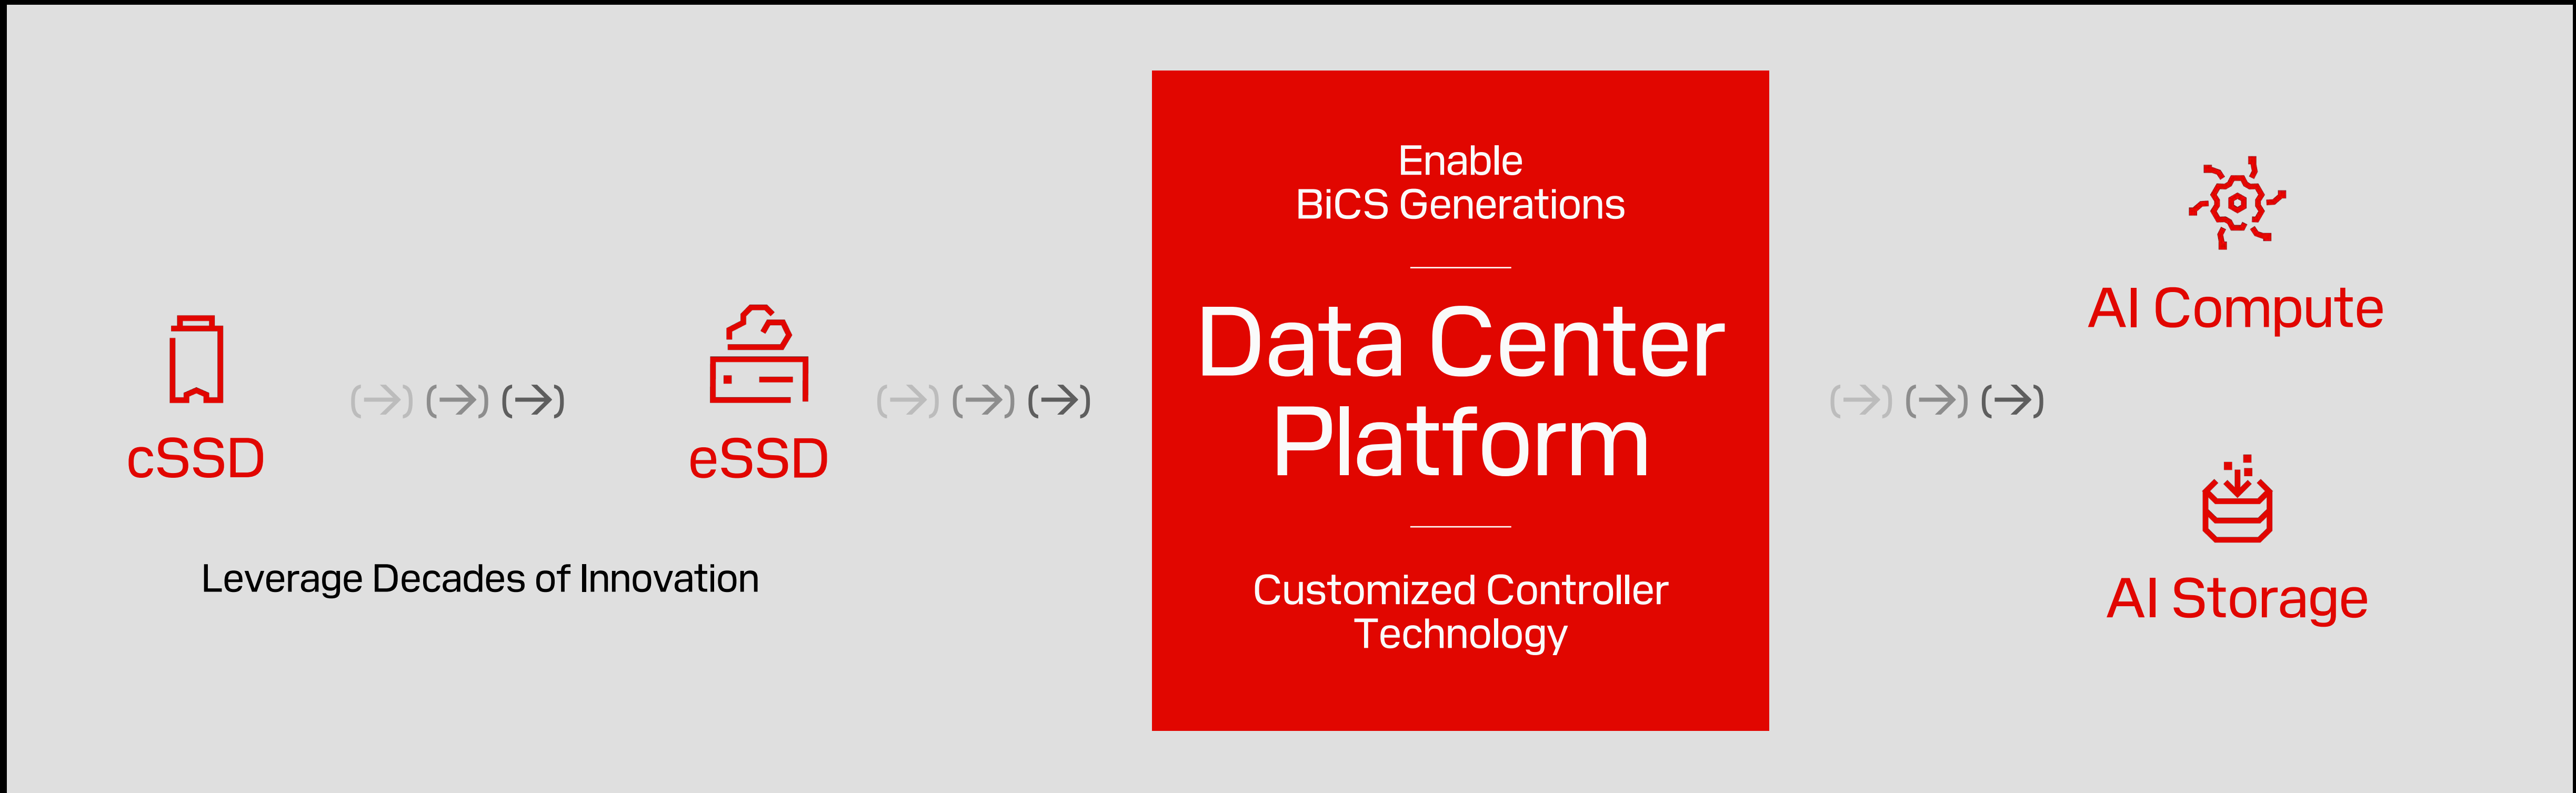 cSSD
eSSD
Leverage Decades of Innovation
Enable
BiCS Generations
Data Center
Platform
Customized Controller
Technology
AI Compute
AI Storage